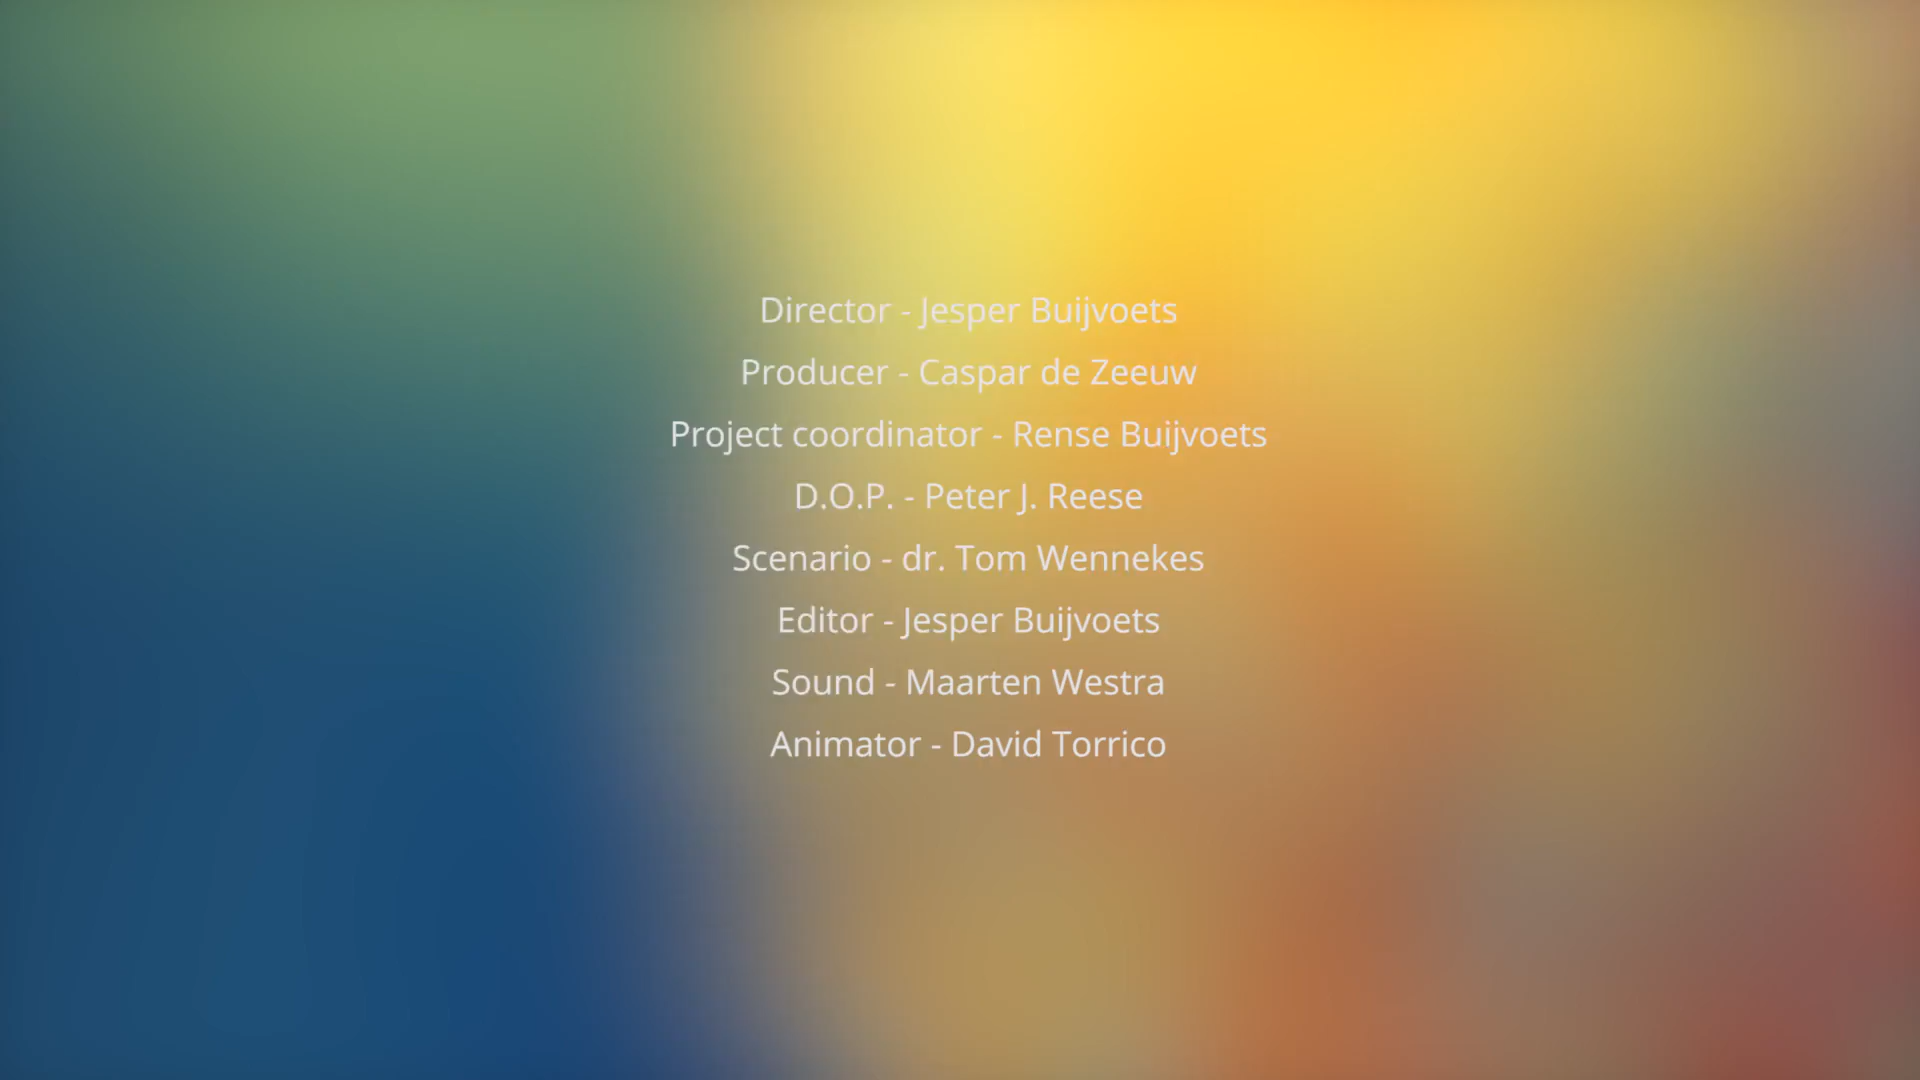 Director - Jesper Buijvoets
Producer - Caspar de Zeeuw
Project coordinator - Rense Buijvoets
D.O.P. - Peter J. Reese
Scenario - dr. Tom Wennekes
Editor - Jesper Buijvoets
Sound - Maarten Westra
Animator - David Torrico